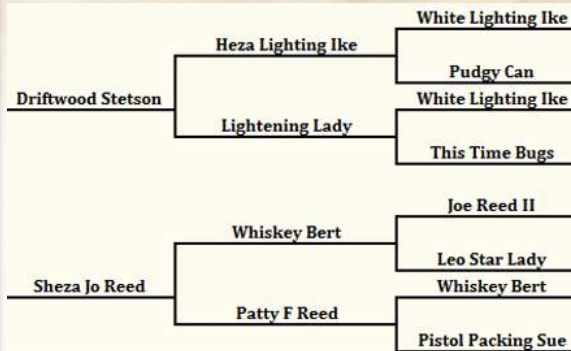 White Lighting Ike
Heza Lighting Ike
Pudgy Can
Driftwood Stetson
White Lighting Ike
Lightening Lady
This Time Bugs
Joe Reed II
Whiskey Bert
Leo Star Lady
Sheza Jo Reed
Whiskey Bert
Patty F Reed
Pistol Packing Sue